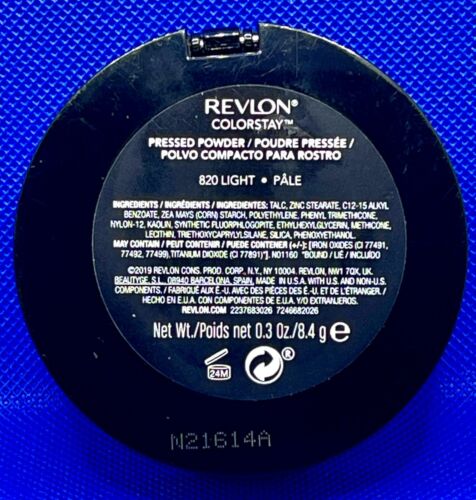 REVLON®
COLORSTAY™
PRESSED POWDER / POUDRE PRESSÉE /
POLVO COMPACTO PARA ROSTRO
820 LIGHT • PÂLE
INGREDIENTS / INGRÉDIENTS / INGREDIENTES: TALC, ZINC STEARATE, C12-15 ALKYL
BENZOATE, ZEA MAYS (CORN) STARCH, POLYETHYLENE, PHENYL TRIMETHICONE,
NYLON-12, KAOLIN, SYNTHETIC FLUORPHLOGOPITE, ETHYLHEXYLGLYCERIN, METHICONE,
LECITHIN, TRIETHOXYCAPRYLYLSILANE, SILICA, PHENOXYETHANOL.
MAY CONTAIN / PEUT CONTENIR / PUEDE CONTENER (+/-): [IRON OXIDES (CI 77491,
77492, 77499), TITANIUM DIOXIDE (CI 77891)]. N01160 "BOUND / LIÉ / INCLUÍDO
©2019 REVLON CONS. PROD. CORP., N.Y., NY 10004. REVLON, NW1 7QX, UK.
BEAUTYGE, S.L. 08940 BARCELONA, SPAIN. MADE IN U.S.A. WITH U.S. AND NON-U.S.
COMPONENTS. / FABRIQUÉ AUX É.-U. AVEC DES PIÈCES DES É.-U. ET DE L'ÉTRANGER. /
HECHO EN E.U.A. CON COMPONENTES DE E.U.A. Y/O EXTRANJEROS.
REVLON.COM 2237683026 7246682026
Net Wt./Poids net 0.3 Oz./8.4 g ℮
24M ®
N21614A